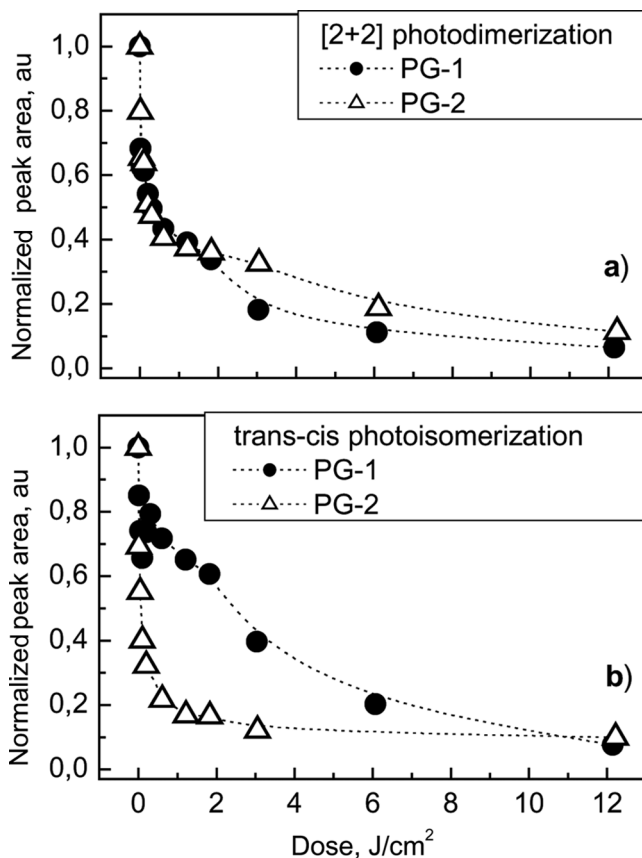 [2+2] photodimerization
PG-1
PG-2
1,0
0,8
0,6
0,4
0,2
0,0
Normalized peak area, au
a)
trans-cis photoisomerization
PG-1
PG-2
1,0
0,8
0,6
0,4
0,2
0,0
Normalized peak area, au
b)
0 2 4 6 8 10 12
Dose, J/cm²